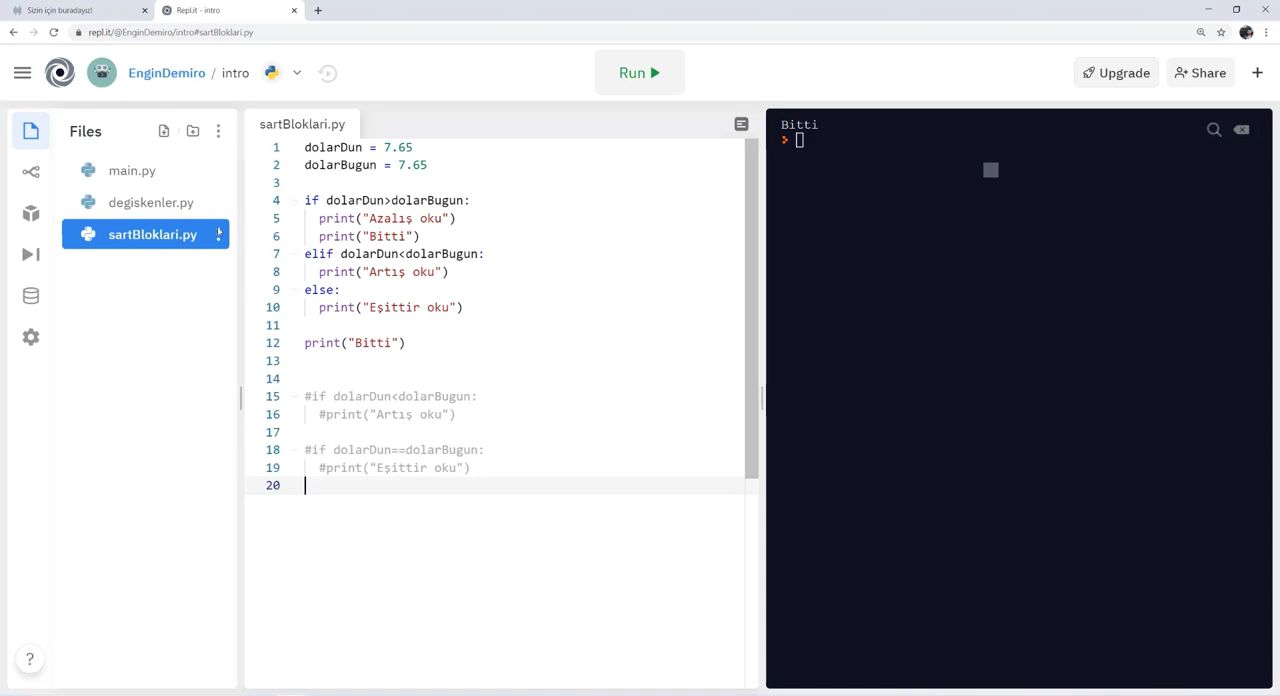 Sizin için buradayız!
Repl.it - intro
repl.it/@EnginDemiro/intro#sartBloklari.py
EnginDemiro / intro
Run
Upgrade
Share
Files
main.py
degiskenler.py
sartBloklari.py
sartBloklari.py
1 dolarDun = 7.65
2 dolarBugun = 7.65
3
4 if dolarDun>dolarBugun:
5 print("Azalış oku")
6 print("Bitti")
7 elif dolarDun<dolarBugun:
8 print("Artış oku")
9 else:
10 print("Eşittir oku")
11
12 print("Bitti")
13
14
15 #if dolarDun<dolarBugun:
16 #print("Artış oku")
17
18 #if dolarDun==dolarBugun:
19 #print("Eşittir oku")
20
Bitti
?